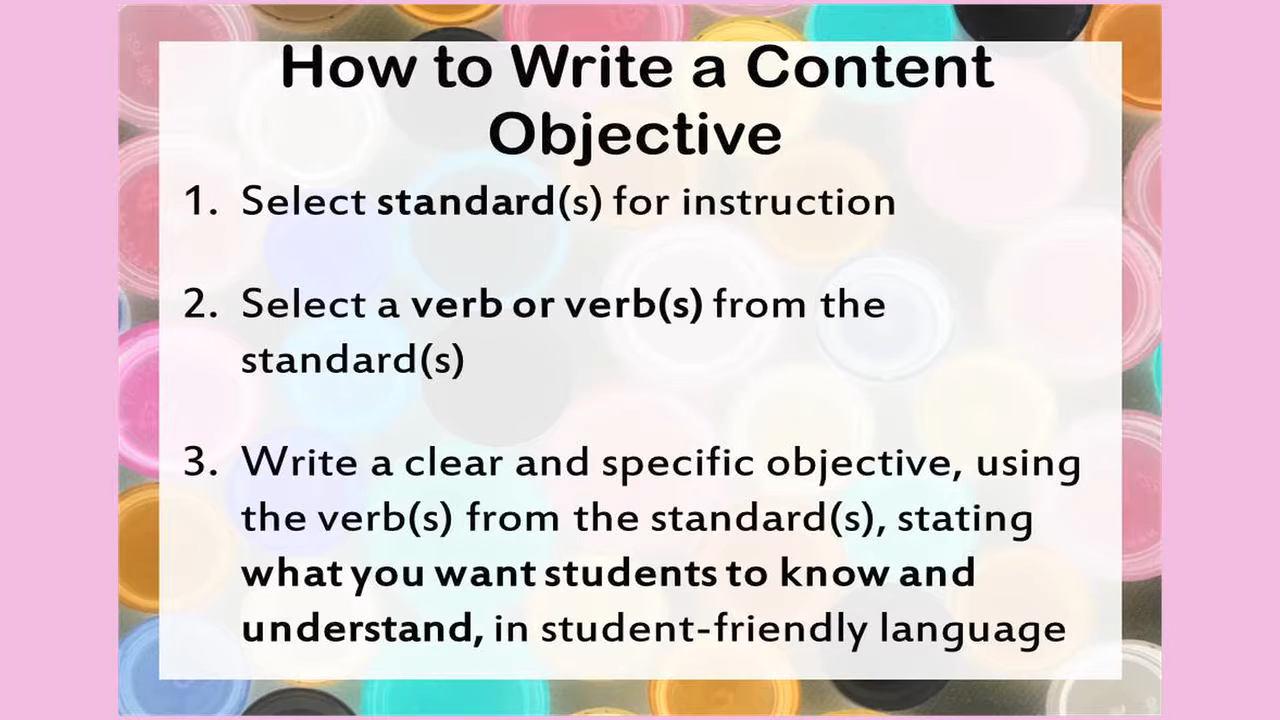 How to Write a Content
Objective
1. Select standard(s) for instruction
2. Select a verb or verb(s) from the
standard(s)
3. Write a clear and specific objective, using
the verb(s) from the standard(s), stating
what you want students to know and
understand, in student-friendly language